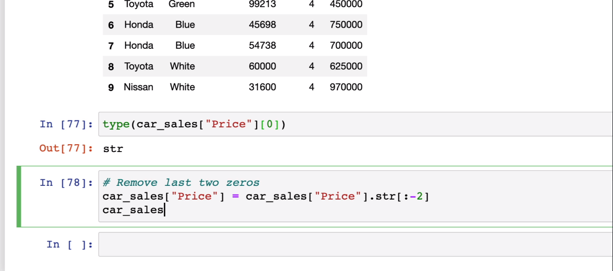 5 Toyota Green 99213 4 450000
6 Honda Blue 45698 4 750000
7 Honda Blue 54738 4 700000
8 Toyota White 60000 4 625000
9 Nissan White 31600 4 970000
In [77]: type(car_sales["Price"][0])
Out[77]: str
In [78]: # Remove last two zeros
car_sales["Price"] = car_sales["Price"].str[:-2]
car_sales
In [ ]: